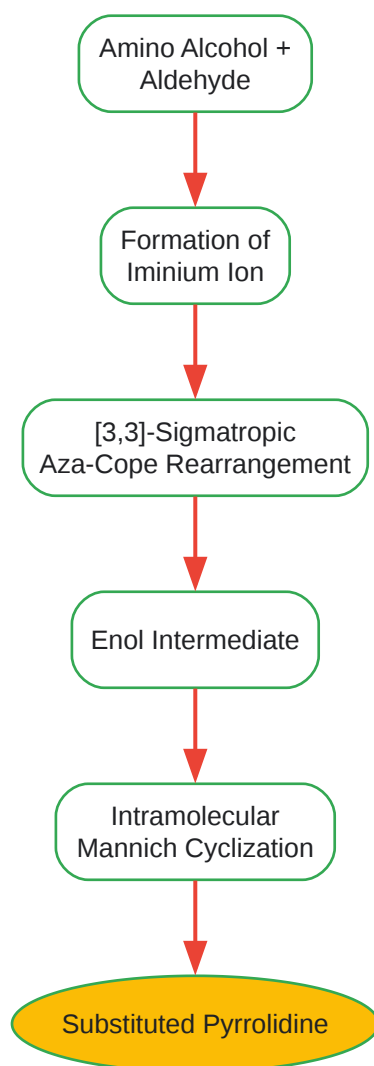 Amino Alcohol +
Aldehyde
Formation of
Iminium Ion
[3,3]-Sigmatropic
Aza-Cope Rearrangement
Enol Intermediate
Intramolecular
Mannich Cyclization
Substituted Pyrrolidine